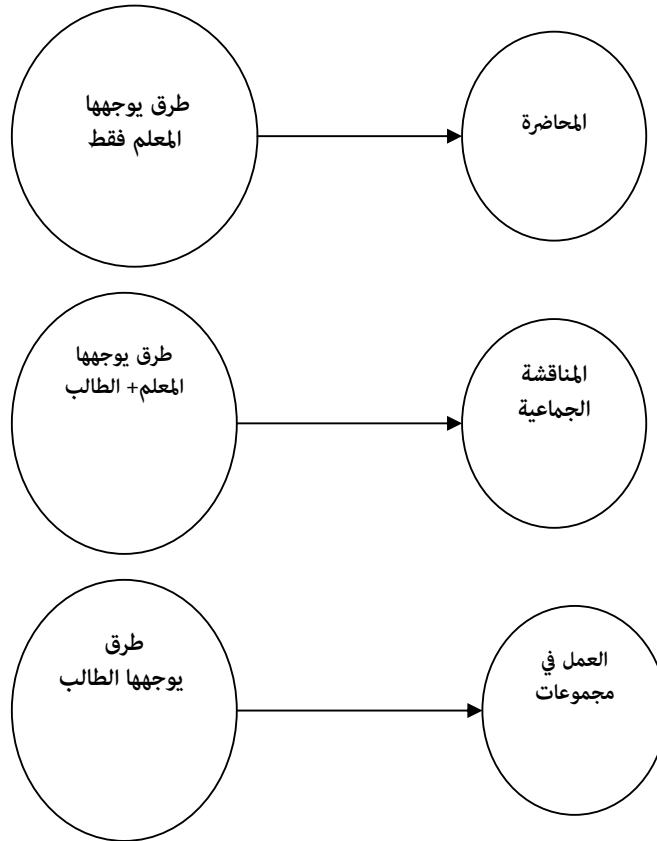 طرق يوجهها
المعلم فقط
المحاضرة
طرق يوجهها
المعلم+ الطالب
المناقشة
الجماعية
طرق
يوجهها الطالب
العمل في
مجموعات